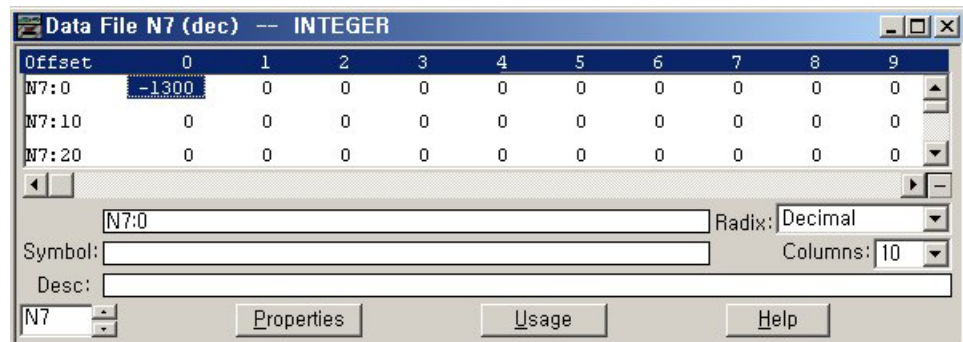 Data File N7 (dec) -- INTEGER
Offset 0 1 2 3 4 5 6 7 8 9
N7:0 -1300 0 0 0 0 0 0 0 0 0
N7:10 0 0 0 0 0 0 0 0 0 0
N7:20 0 0 0 0 0 0 0 0 0 0
N7:0 Radix: Decimal
Symbol: Columns: 10
Desc:
N7 Properties Usage Help